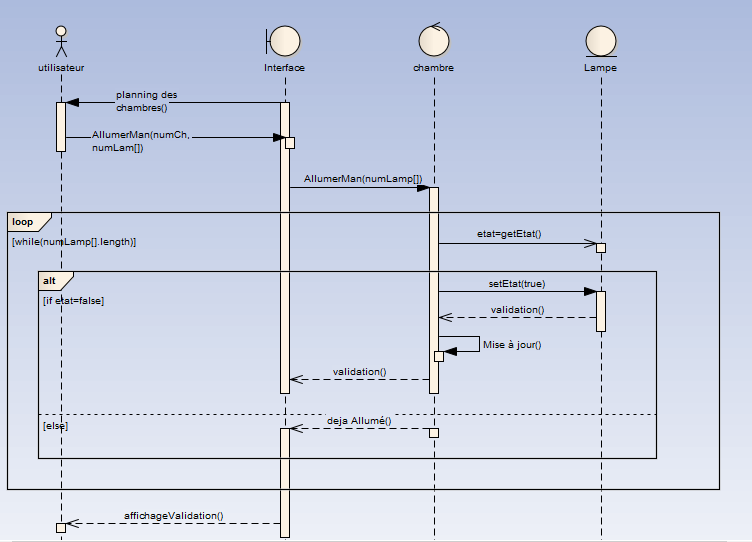 utilisateur
Interface
chambre
Lampe
planning des
chambres()
AllumerMan(numCh,
numLam[])
AllumerMan(numLamp[])
loop
[while(numLamp[].length)]
etat=getEtat()
alt
[if etat=false]
setEtat(true)
validation()
Mise à jour()
validation()
[else]
deja Allumé()
affichageValidation()